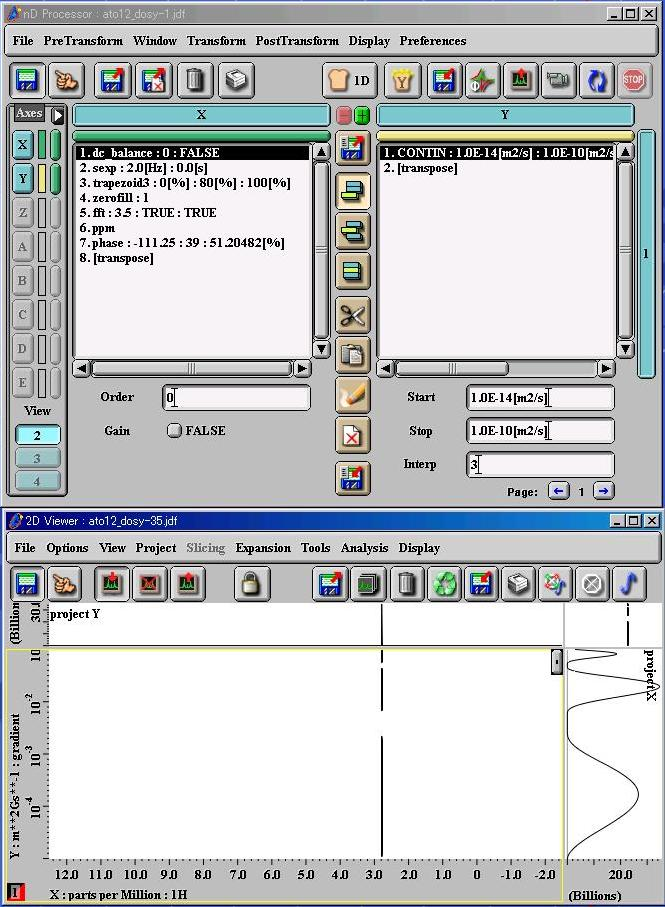 nD Processor : ato12_dosy-1.jdf
File PreTransform Window Transform PostTransform Display Preferences
1D
STOP
Axes X Y
X
Y
Z
A
B
C
D
E
View
2
3
4
1. dc_balance : 0 : FALSE
2. sexp : 2.0[Hz] : 0.0[s]
3. trapezoid3 : 0[%] : 80[%] : 100[%]
4. zerofill : 1
5. fft : 3.5 : TRUE : TRUE
6. ppm
7. phase : -111.25 : 39 : 51.20482[%]
8. [transpose]
1. CONTIN : 1.0E-14[m2/s] : 1.0E-10[m2/s
2. [transpose]
1
Order 0
Gain FALSE
Start 1.0E-14[m2/s]
Stop 1.0E-10[m2/s]
Interp 3
Page: 1
2D Viewer : ato12_dosy-35.jdf
File Options View Project Slicing Expansion Tools Analysis Display
(Billion
30.
project Y
project X
Y : m**2Gs**-1 : gradient
10
10-2
10-3
10-4
12.0 11.0 10.0 9.0 8.0 7.0 6.0 5.0 4.0 3.0 2.0 1.0 0 -1.0 -2.0
20.0
X : parts per Million : 1H
(Billions)